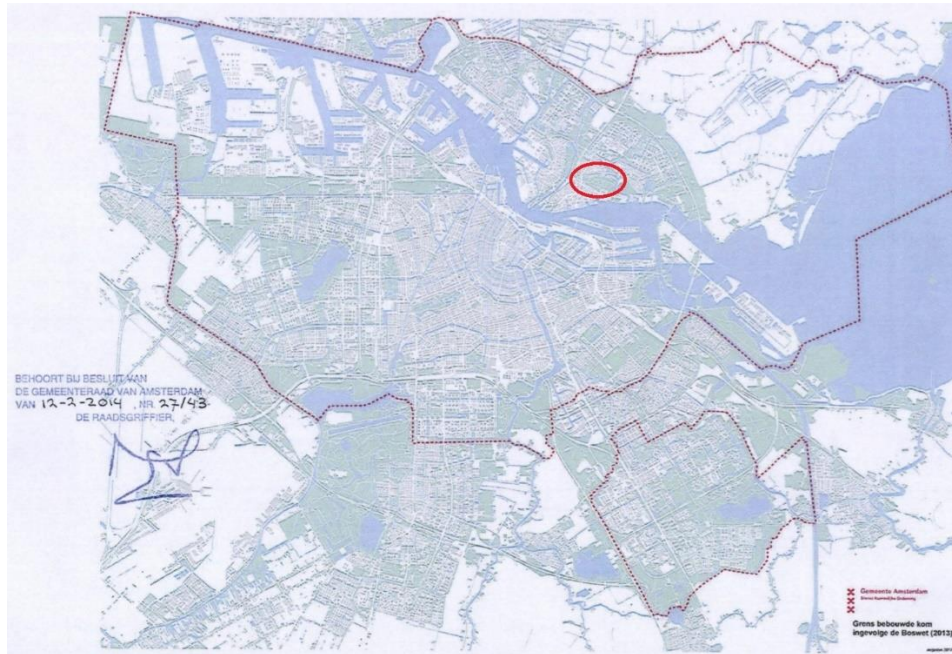 BEHOORT BIJ BESLUIT VAN
DE GEMEENTERAAD VAN AMSTERDAM
VAN 12-2-2014 , NR 27/43
DE RAADSGRIFFIER,
Gemeente Amsterdam
Grens bebouwde kom
ingevolge de Boswet (2013)